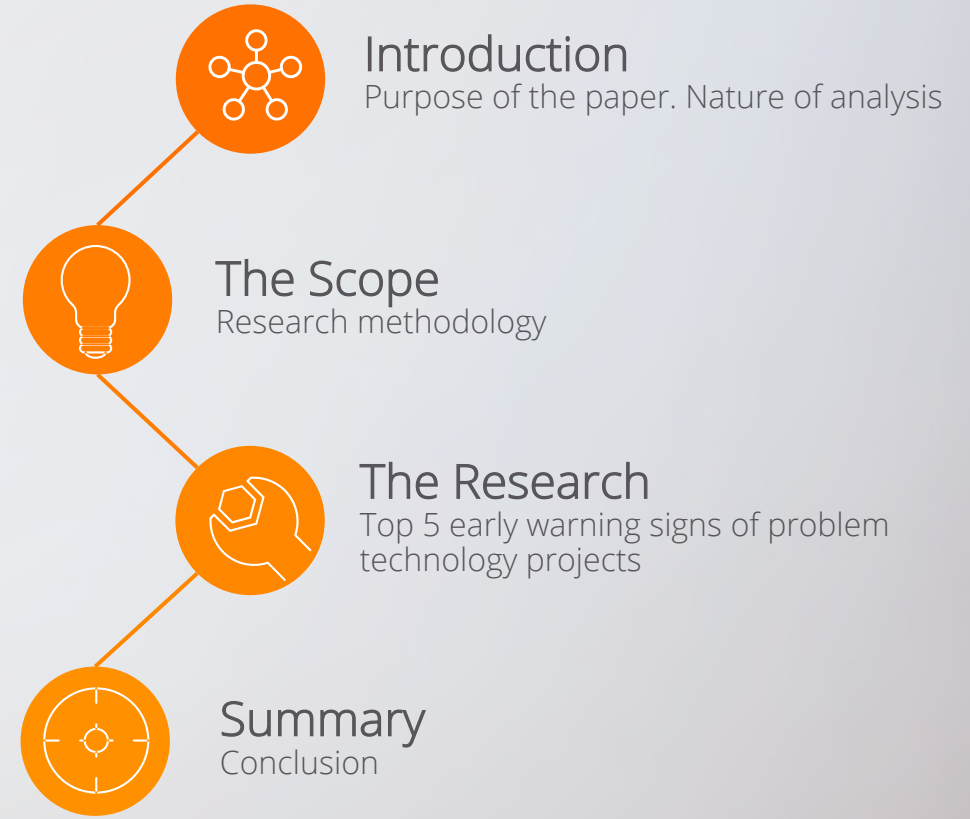 Introduction
Purpose of the paper. Nature of analysis
The Scope
Research methodology
The Research
Top 5 early warning signs of problem
technology projects
Summary
Conclusion